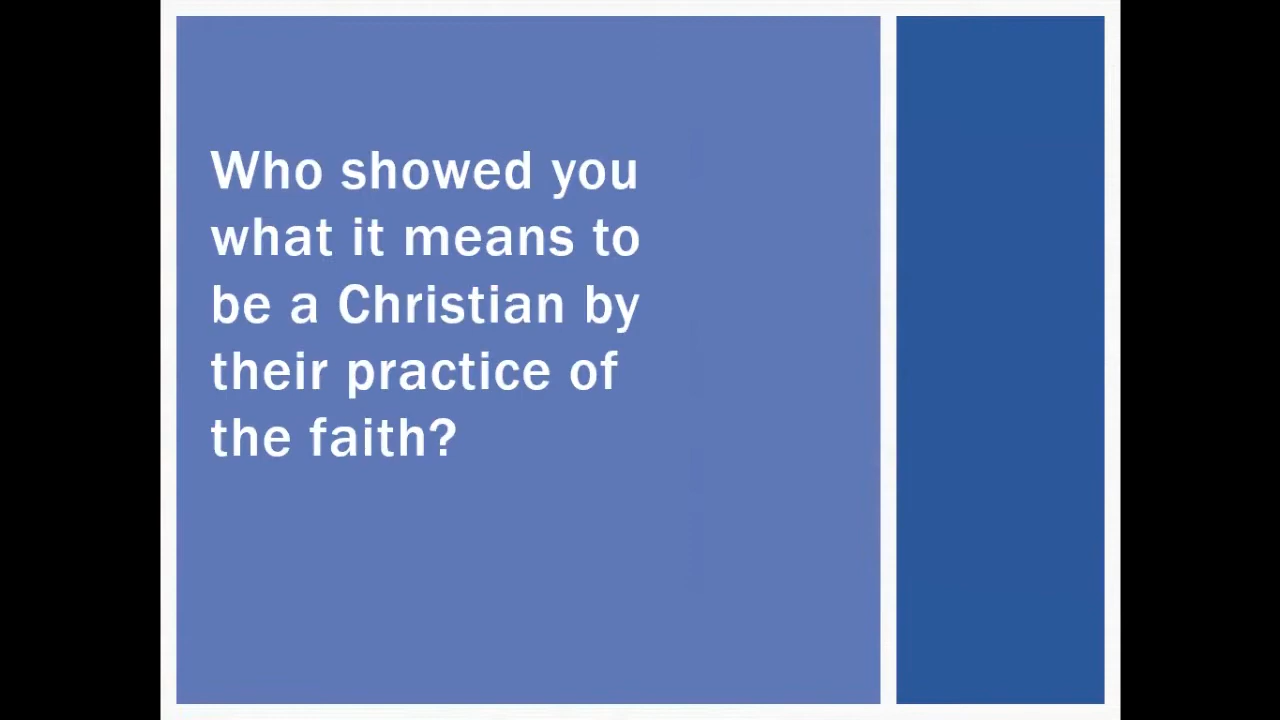 Who showed you
what it means to
be a Christian by
their practice of
the faith?